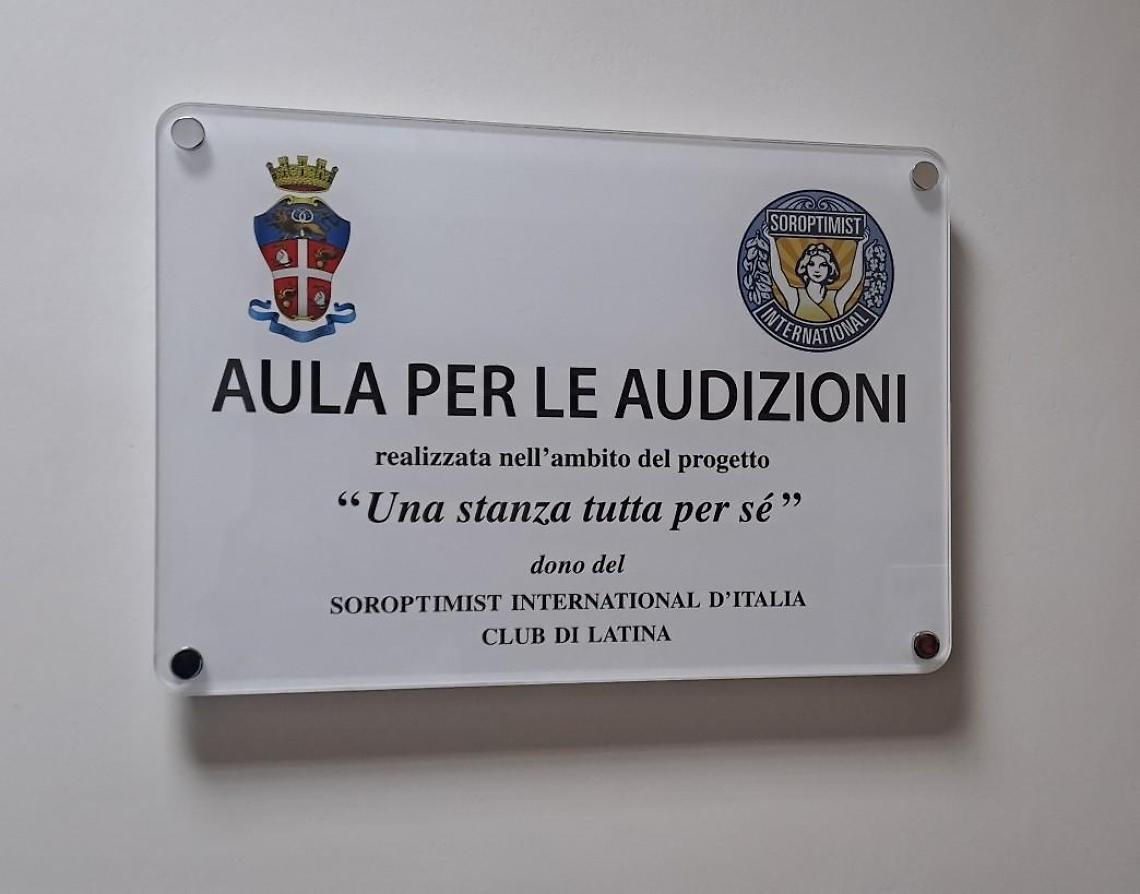 SOROPTIMIST
INTERNATIONAL
AULA PER LE AUDIZIONI
realizzata nell'ambito del progetto
“Una stanza tutta per sé”
dono del
SOROPTIMIST INTERNATIONAL D'ITALIA
CLUB DI LATINA